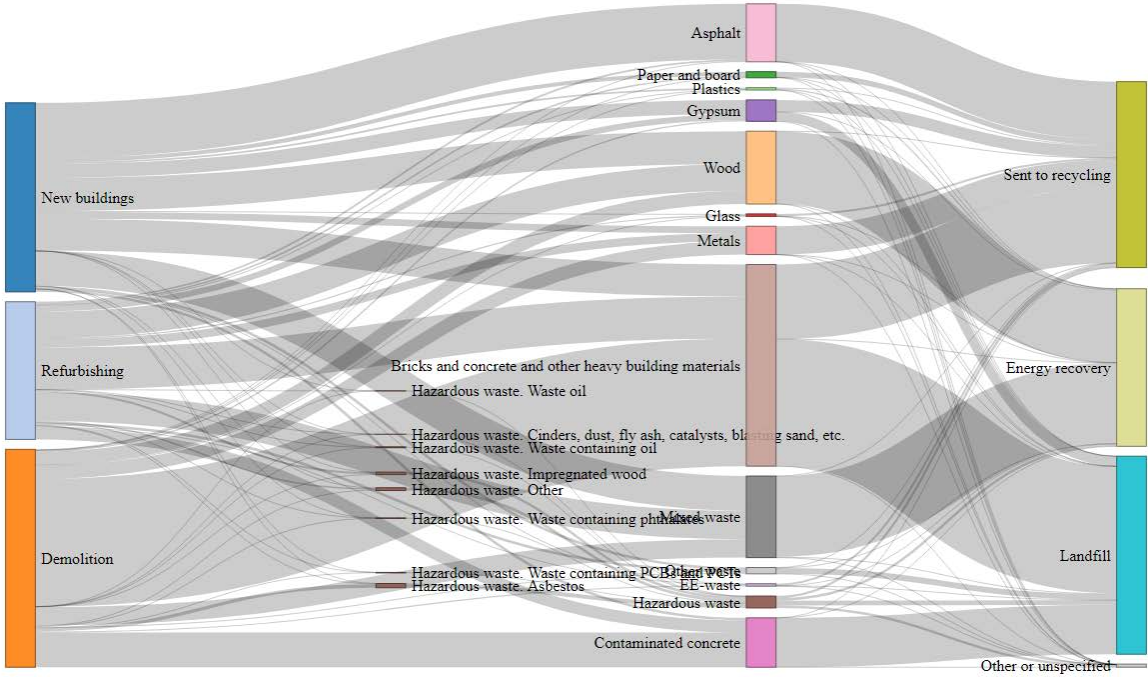 New buildings
Refurbishing
Demolition
Hazardous waste. Waste oil
Hazardous waste. Cinders, dust, fly ash, catalysts, blasting sand, etc.
Hazardous waste. Waste containing oil
Hazardous waste. Impregnated wood
Hazardous waste. Other
Hazardous waste. Waste containing phthalates
Hazardous waste. Waste containing PCBs and PCTs
Hazardous waste. Asbestos
Asphalt
Paper and board
Plastics
Gypsum
Wood
Glass
Metals
Bricks and concrete and other heavy building materials
Mixed waste
Other waste
EE-waste
Hazardous waste
Contaminated concrete
Sent to recycling
Energy recovery
Landfill
Other or unspecified